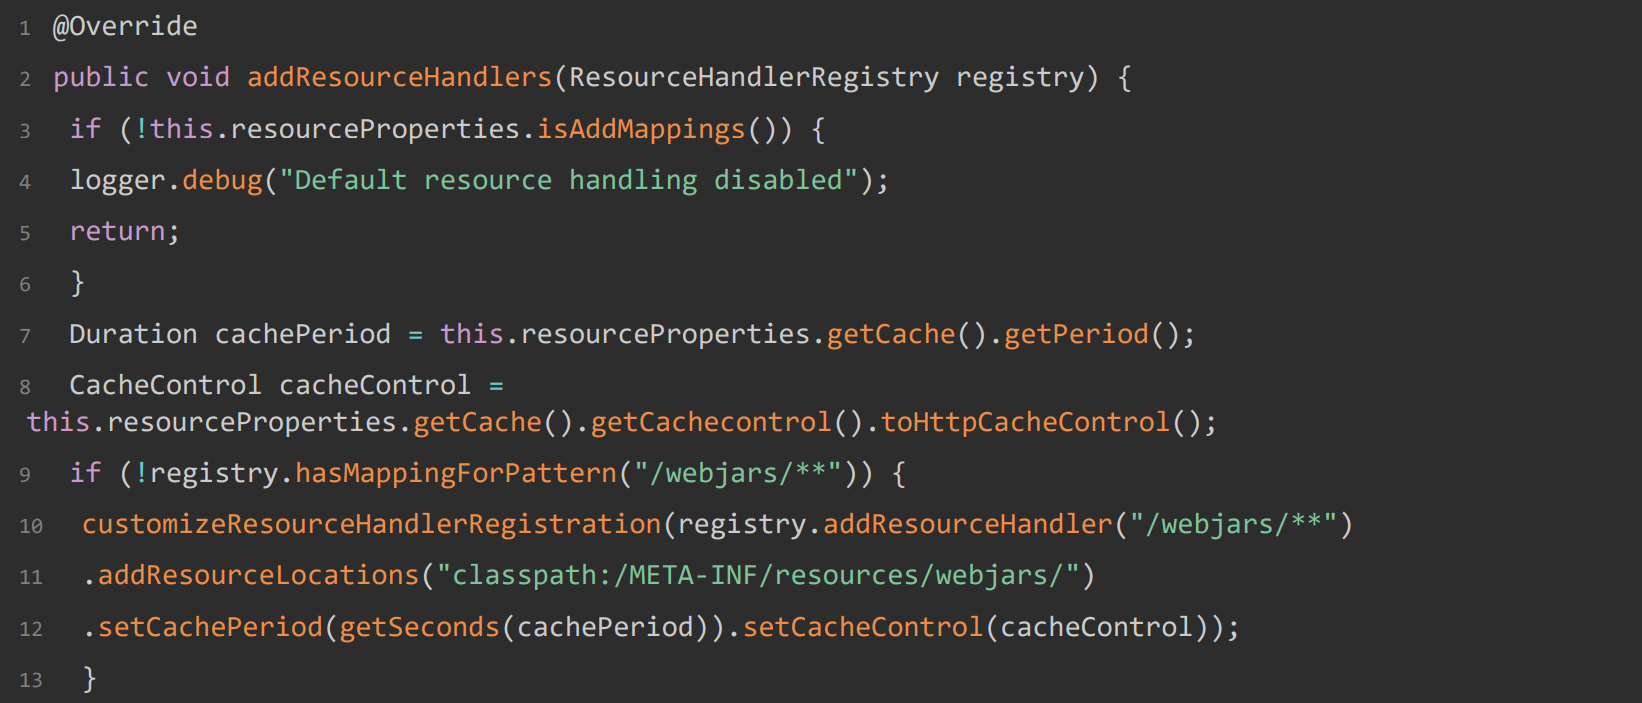 1 @Override
2 public void addResourceHandlers(ResourceHandlerRegistry registry) {
3 if (!this.resourceProperties.isAddMappings()) {
4 logger.debug("Default resource handling disabled");
5 return;
6 }
7 Duration cachePeriod = this.resourceProperties.getCache().getPeriod();
8 CacheControl cacheControl =
this.resourceProperties.getCache().getCachecontrol().toHttpCacheControl();
9 if (!registry.hasMappingForPattern("/webjars/**")) {
10 customizeResourceHandlerRegistration(registry.addResourceHandler("/webjars/**")
11 .addResourceLocations("classpath:/META-INF/resources/webjars/")
12 .setCachePeriod(getSeconds(cachePeriod)).setCacheControl(cacheControl));
13 }